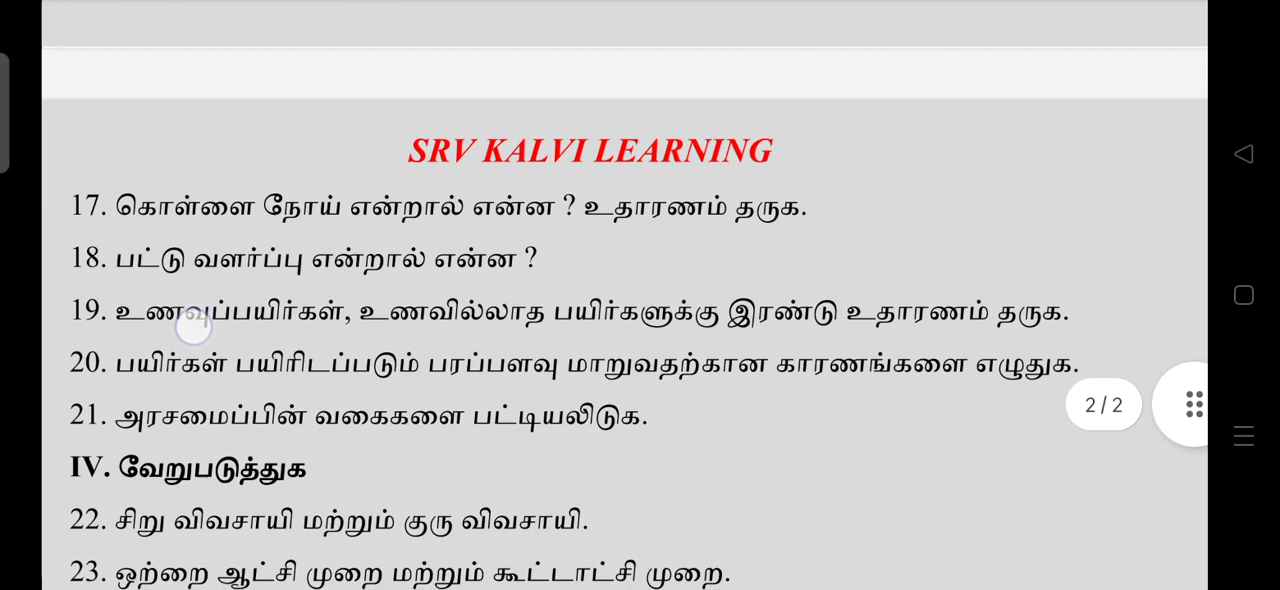 SRV KALVI LEARNING
17. கொள்ளை நோய் என்றால் என்ன ? உதாரணம் தருக.
18. பட்டு வளர்ப்பு என்றால் என்ன ?
19. உணவுப்பயிர்கள், உணவில்லாத பயிர்களுக்கு இரண்டு உதாரணம் தருக.
20. பயிர்கள் பயிரிடப்படும் பரப்பளவு மாறுவதற்கான காரணங்களை எழுதுக.
2 / 2
21. அரசமைப்பின் வகைகளை பட்டியலிடுக.
IV. வேறுபடுத்துக
22. சிறு விவசாயி மற்றும் குரு விவசாயி.
23. ஒற்றை ஆட்சி முறை மற்றும் கூட்டாட்சி முறை.